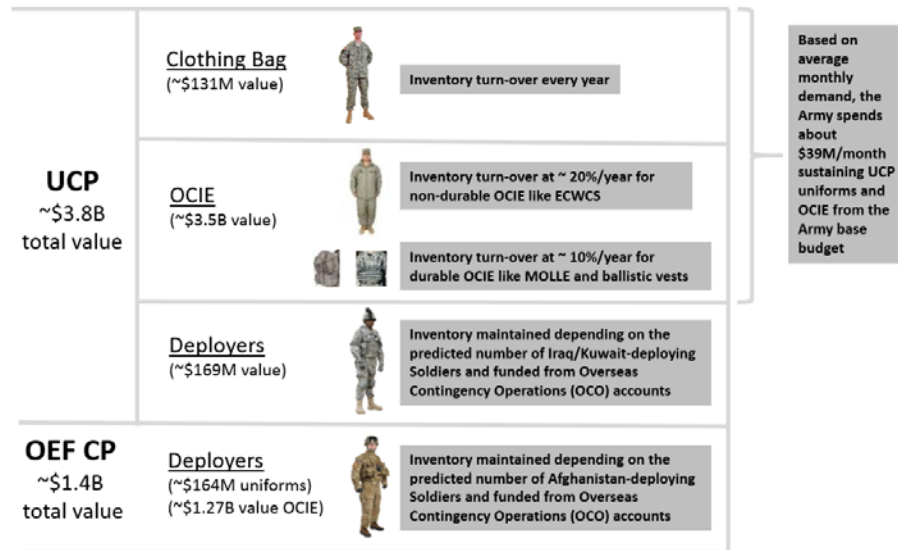 UCP
~$3.8B
total value
Clothing Bag
(~$131M value)
Inventory turn-over every year
OCIE
(~$3.5B value)
Inventory turn-over at ~ 20%/year for
non-durable OCIE like ECWCS
Inventory turn-over at ~ 10%/year for
durable OCIE like MOLLE and ballistic vests
Deployers
(~$169M value)
Inventory maintained depending on the
predicted number of Iraq/Kuwait-deploying
Soldiers and funded from Overseas
Contingency Operations (OCO) accounts
Based on
average
monthly
demand, the
Army spends
about
$39M/month
sustaining UCP
uniforms and
OCIE from the
Army base
budget
OEF CP
~$1.4B
total value
Deployers
(~$164M uniforms)
(~$1.27B value OCIE)
Inventory maintained depending on the
predicted number of Afghanistan-deploying
Soldiers and funded from Overseas
Contingency Operations (OCO) accounts